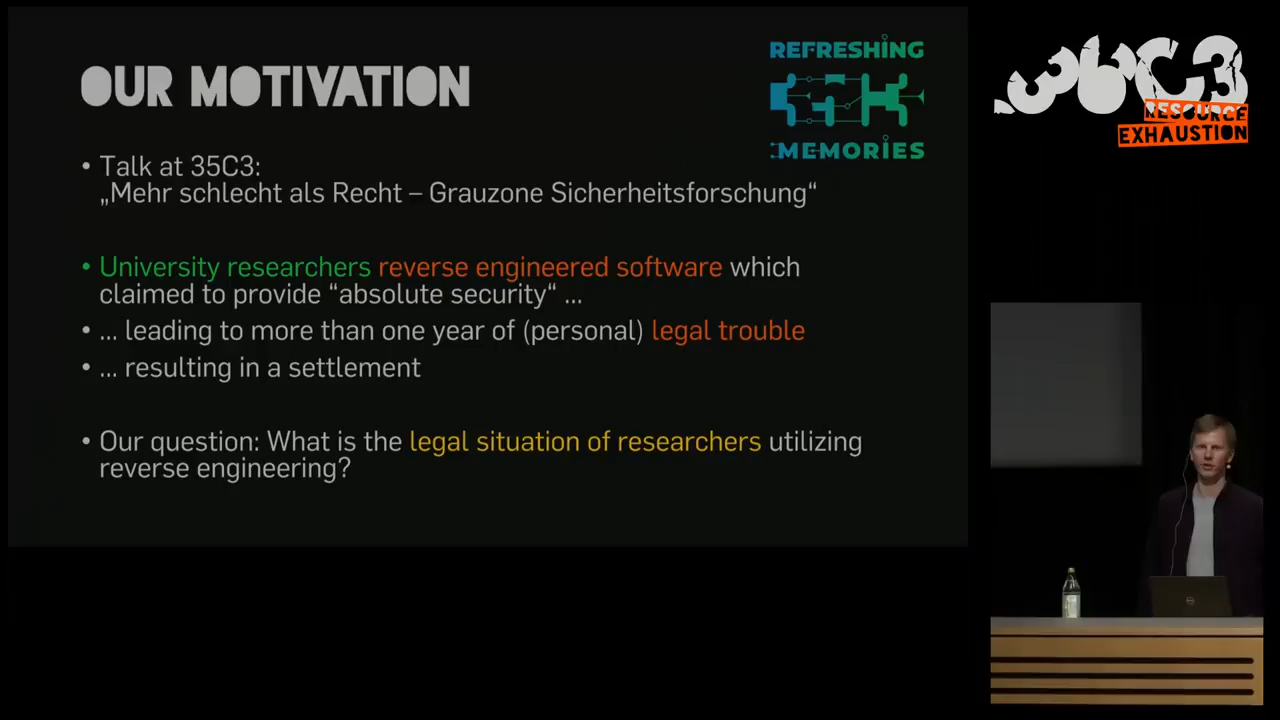 OUR MOTIVATION
REFRESHING
MEMORIES
• Talk at 35C3:
„Mehr schlecht als Recht – Grauzone Sicherheitsforschung“
• University researchers reverse engineered software which
claimed to provide “absolute security“ ...
• ... leading to more than one year of (personal) legal trouble
• ... resulting in a settlement
• Our question: What is the legal situation of researchers utilizing
reverse engineering?
36C3
RESOURCE
EXHAUSTION